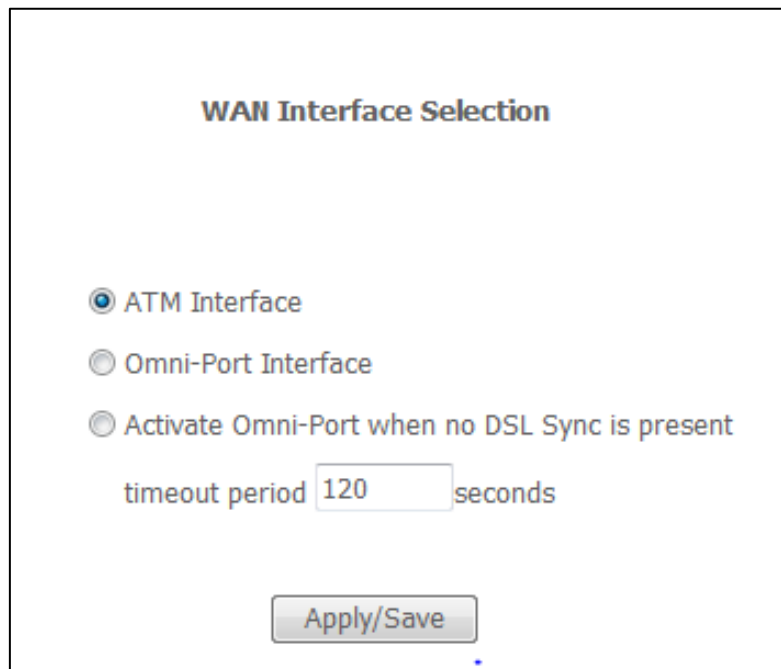 WAN Interface Selection
ATM Interface
Omni-Port Interface
Activate Omni-Port when no DSL Sync is present
timeout period 120 seconds
Apply/Save